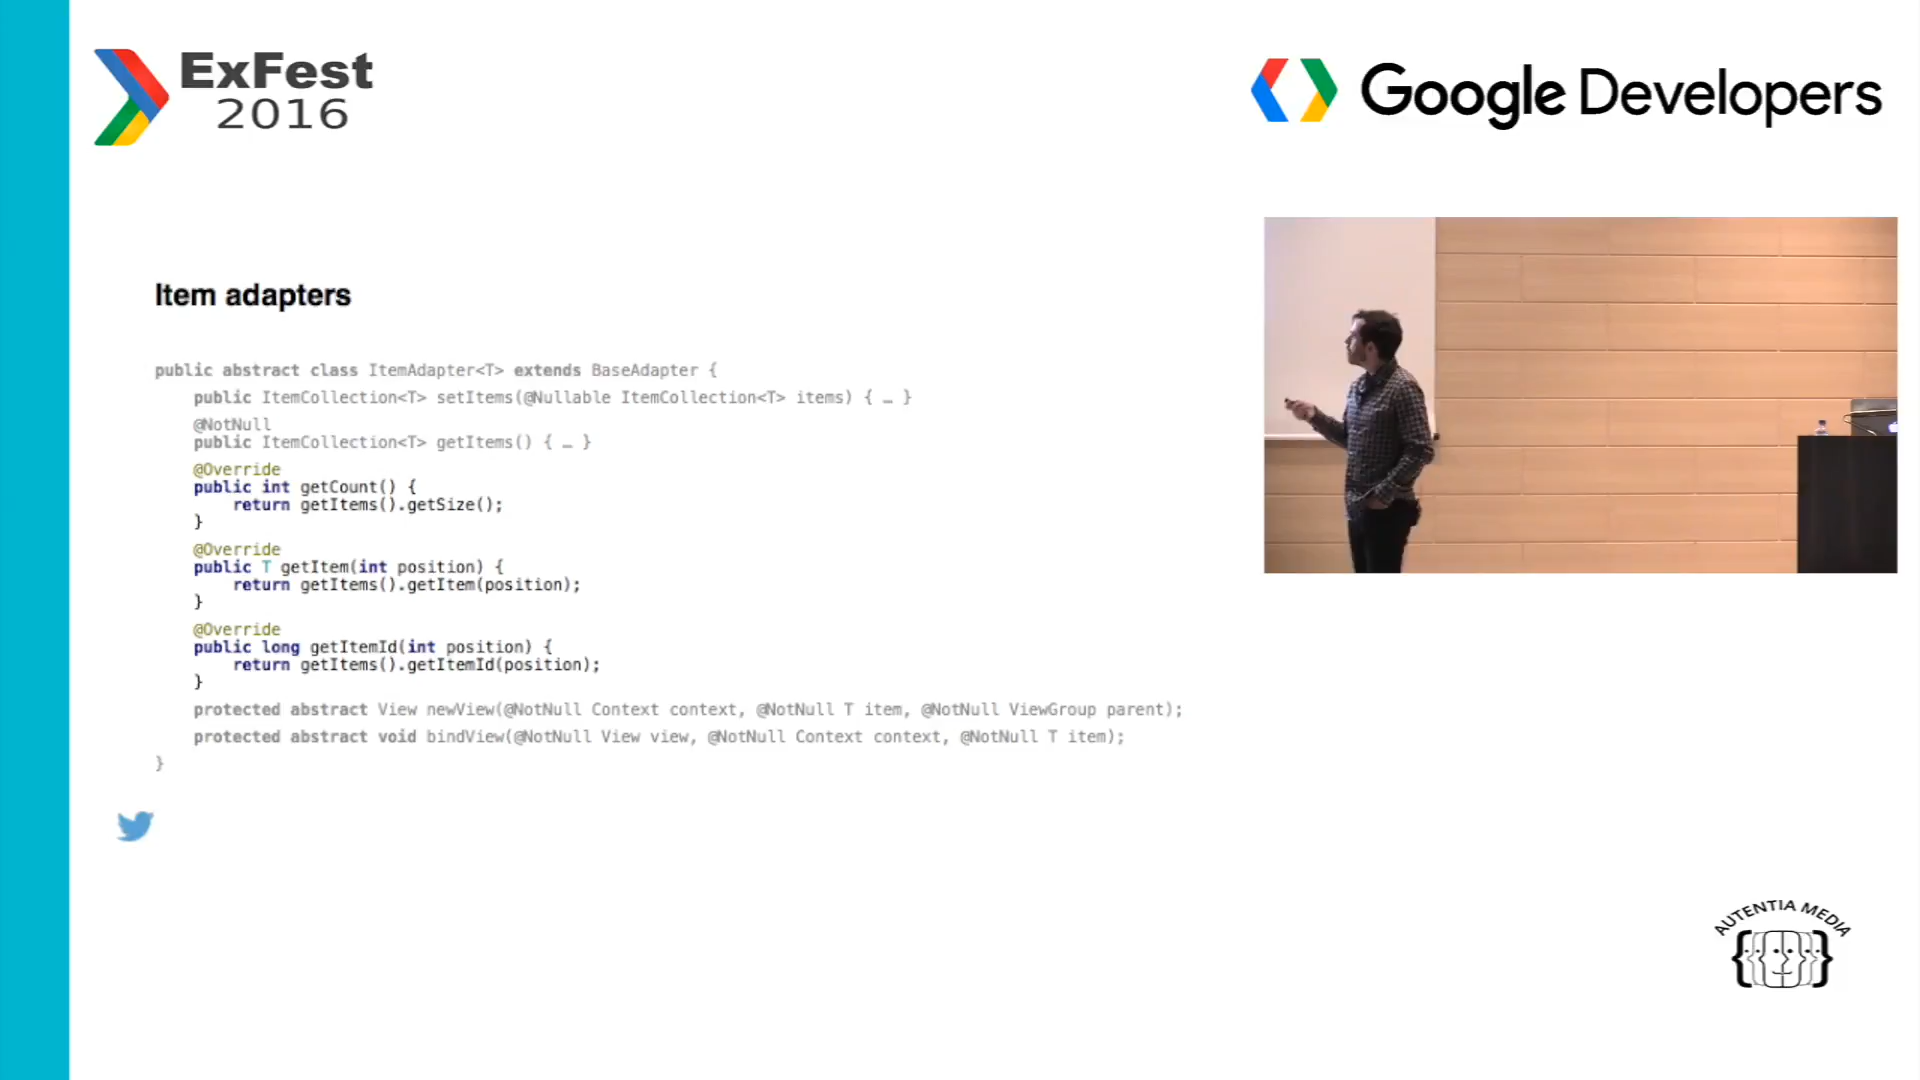 ExFest
2016
Google Developers
Item adapters
public abstract class ItemAdapter<T> extends BaseAdapter {
public ItemCollection<T> setItems(@Nullable ItemCollection<T> items) { … }
@NotNull
public ItemCollection<T> getItems() { … }
@Override
public int getCount() {
return getItems().getSize();
}
@Override
public T getItem(int position) {
return getItems().getItem(position);
}
@Override
public long getItemId(int position) {
return getItems().getItemId(position);
}
protected abstract View newView(@NotNull Context context, @NotNull T item, @NotNull ViewGroup parent);
protected abstract void bindView(@NotNull View view, @NotNull Context context, @NotNull T item);
}
AUTENTIA MEDIA